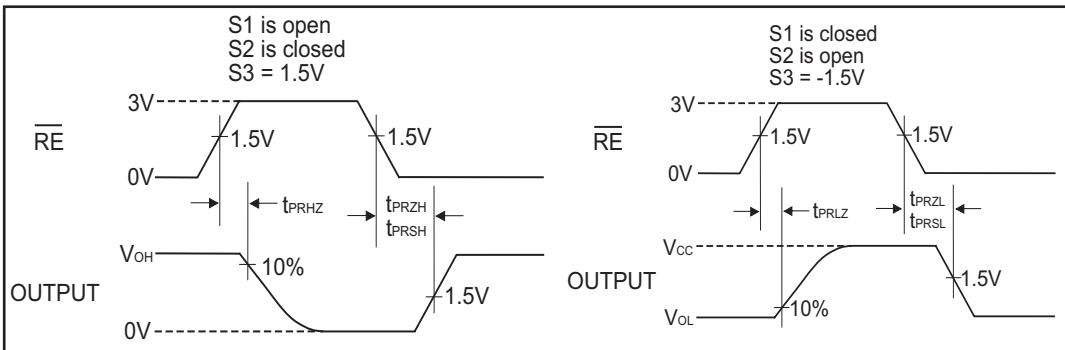 S1 is open
S2 is closed
S3 = 1.5V
3V
RE
1.5V
1.5V
0V
tPRHZ
tPRZH
tPRSH
VOH
10%
OUTPUT
1.5V
0V
S1 is closed
S2 is open
S3 = -1.5V
3V
RE
1.5V
1.5V
0V
tPRLZ
tPRZL
tPRSL
VCC
OUTPUT
1.5V
10%
VOL